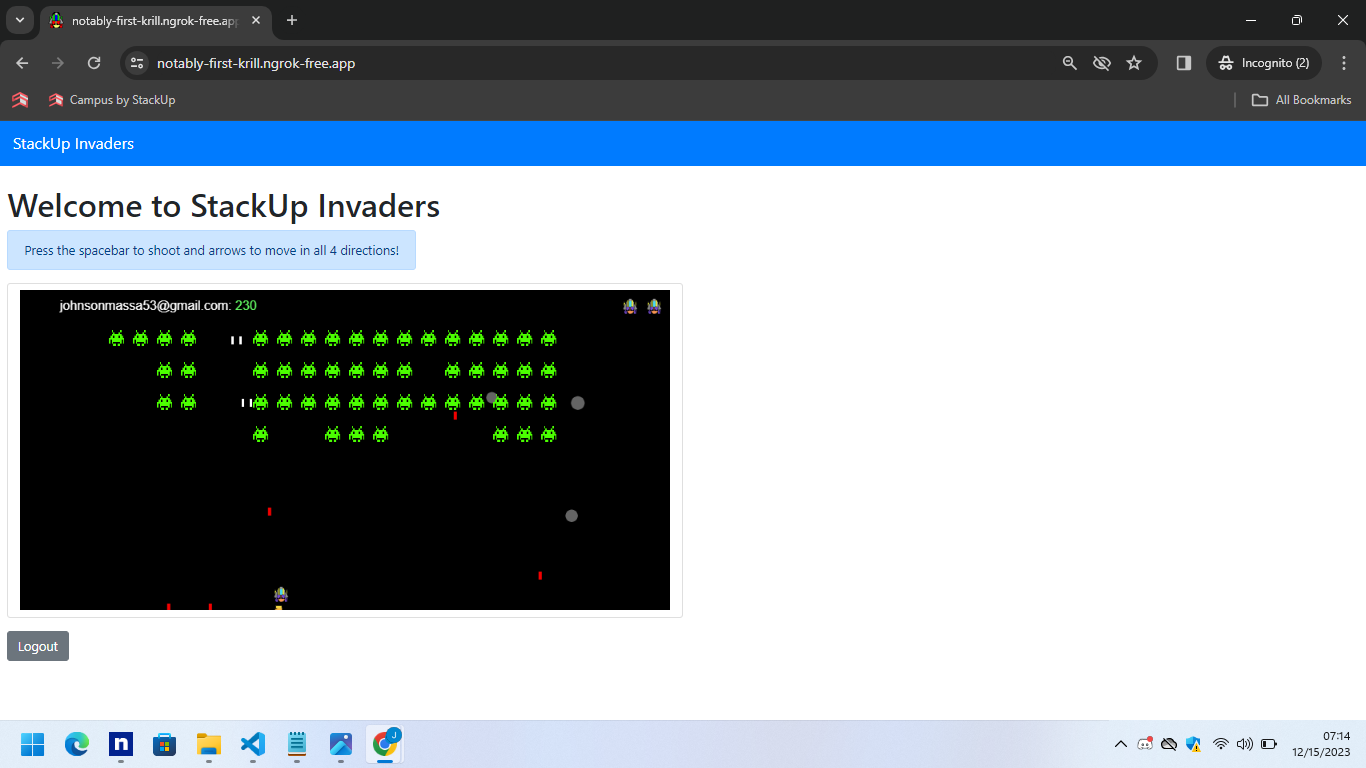 notably-first-krill.ngrok-free.app
notably-first-krill.ngrok-free.app
Incognito (2)
Campus by StackUp
All Bookmarks
StackUp Invaders
Welcome to StackUp Invaders
Press the spacebar to shoot and arrows to move in all 4 directions!
johnsonmassa53@gmail.com: 230
Logout
07:14
12/15/2023